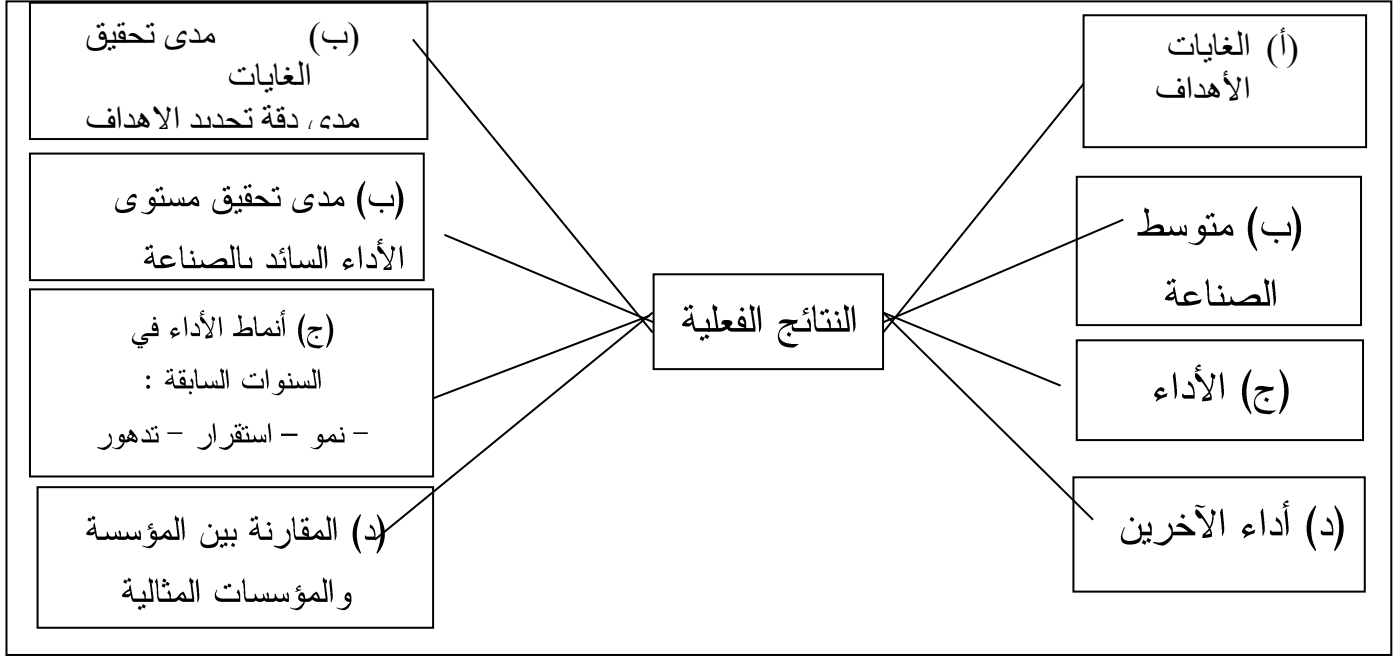 (أ) الغايات
الأهداف
(ب) متوسط
الصناعة
(ج) الأداء
(د) أداء الآخرين
النتائج الفعلية
(ب) مدى تحقيق
الغايات
مدى دقة تحديد الاهداف
(ب) مدى تحقيق مستوى
الأداء السائد بالصناعة
(ج) أنماط الأداء في
السنوات السابقة :
– نمو – استقرار – تدهور
(د) المقارنة بين المؤسسة
والمؤسسات المثالية